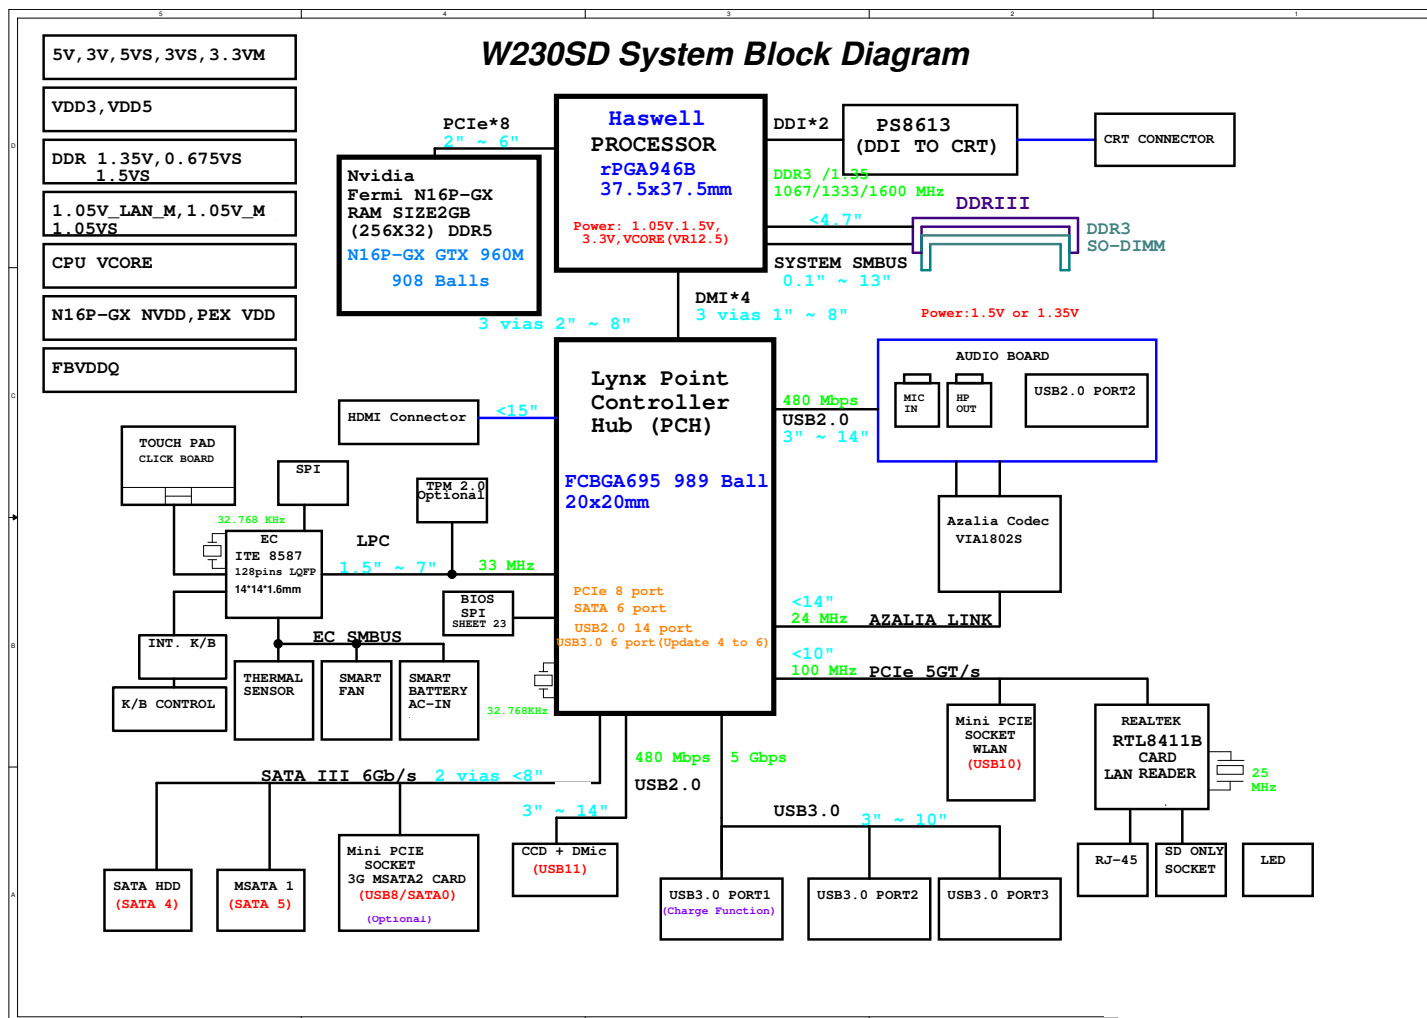 5 4 3 2 1
W230SD System Block Diagram
5V,3V,5VS,3VS,3.3VM
VDD3,VDD5
DDR 1.35V,0.675VS
1.5VS
1.05V_LAN_M,1.05V_M
1.05VS
CPU VCORE
N16P-GX NVDD,PEX VDD
FBVDDQ
D
C
B
A
PCIe*8
2" ~ 6"
Nvidia
Fermi N16P-GX
RAM SIZE2GB
(256X32) DDR5
N16P-GX GTX 960M
908 Balls
Haswell
PROCESSOR
rPGA946B
37.5x37.5mm
Power: 1.05V.1.5V,
3.3V,VCORE(VR12.5)
DDI*2
PS8613
(DDI TO CRT)
CRT CONNECTOR
DDR3 /1.35
1067/1333/1600 MHz
<4.7"
DDRIII
DDR3
SO-DIMM
SYSTEM SMBUS
0.1" ~ 13"
DMI*4
3 vias 1" ~ 8"
3 vias 2" ~ 8"
Power:1.5V or 1.35V
Lynx Point
Controller
Hub (PCH)
FCBGA695 989 Ball
20x20mm
PCIe 8 port
SATA 6 port
USB2.0 14 port
USB3.0 6 port(Update 4 to 6)
AUDIO BOARD
MIC
IN
HP
OUT
USB2.0 PORT2
480 Mbps
USB2.0
3" ~ 14"
HDMI Connector
<15"
TOUCH PAD
CLICK BOARD
SPI
TPM 2.0
Optional
32.768 KHz
EC
ITE 8587
128pins LQFP
14*14*1.6mm
LPC
1.5" ~ 7"
33 MHz
BIOS
SPI
SHEET 23
Azalia Codec
VIA1802S
<14"
24 MHz
AZALIA LINK
<10"
100 MHz
PCIe 5GT/s
INT. K/B
K/B CONTROL
EC SMBUS
THERMAL
SENSOR
SMART
FAN
SMART
BATTERY
AC-IN
32.768KHz
Mini PCIE
SOCKET
WLAN
(USB10)
REALTEK
RTL8411B
CARD
LAN READER
25
MHz
SATA III 6Gb/s
2 vias <8"
480 Mbps
5 Gbps
USB2.0
3" ~ 14"
USB3.0
3" ~ 10"
SATA HDD
(SATA 4)
MSATA 1
(SATA 5)
Mini PCIE
SOCKET
3G MSATA2 CARD
(USB8/SATA0)
(Optional)
CCD + DMic
(USB11)
USB3.0 PORT1
(Charge Function)
USB3.0 PORT2
USB3.0 PORT3
RJ-45
SD ONLY
SOCKET
LED